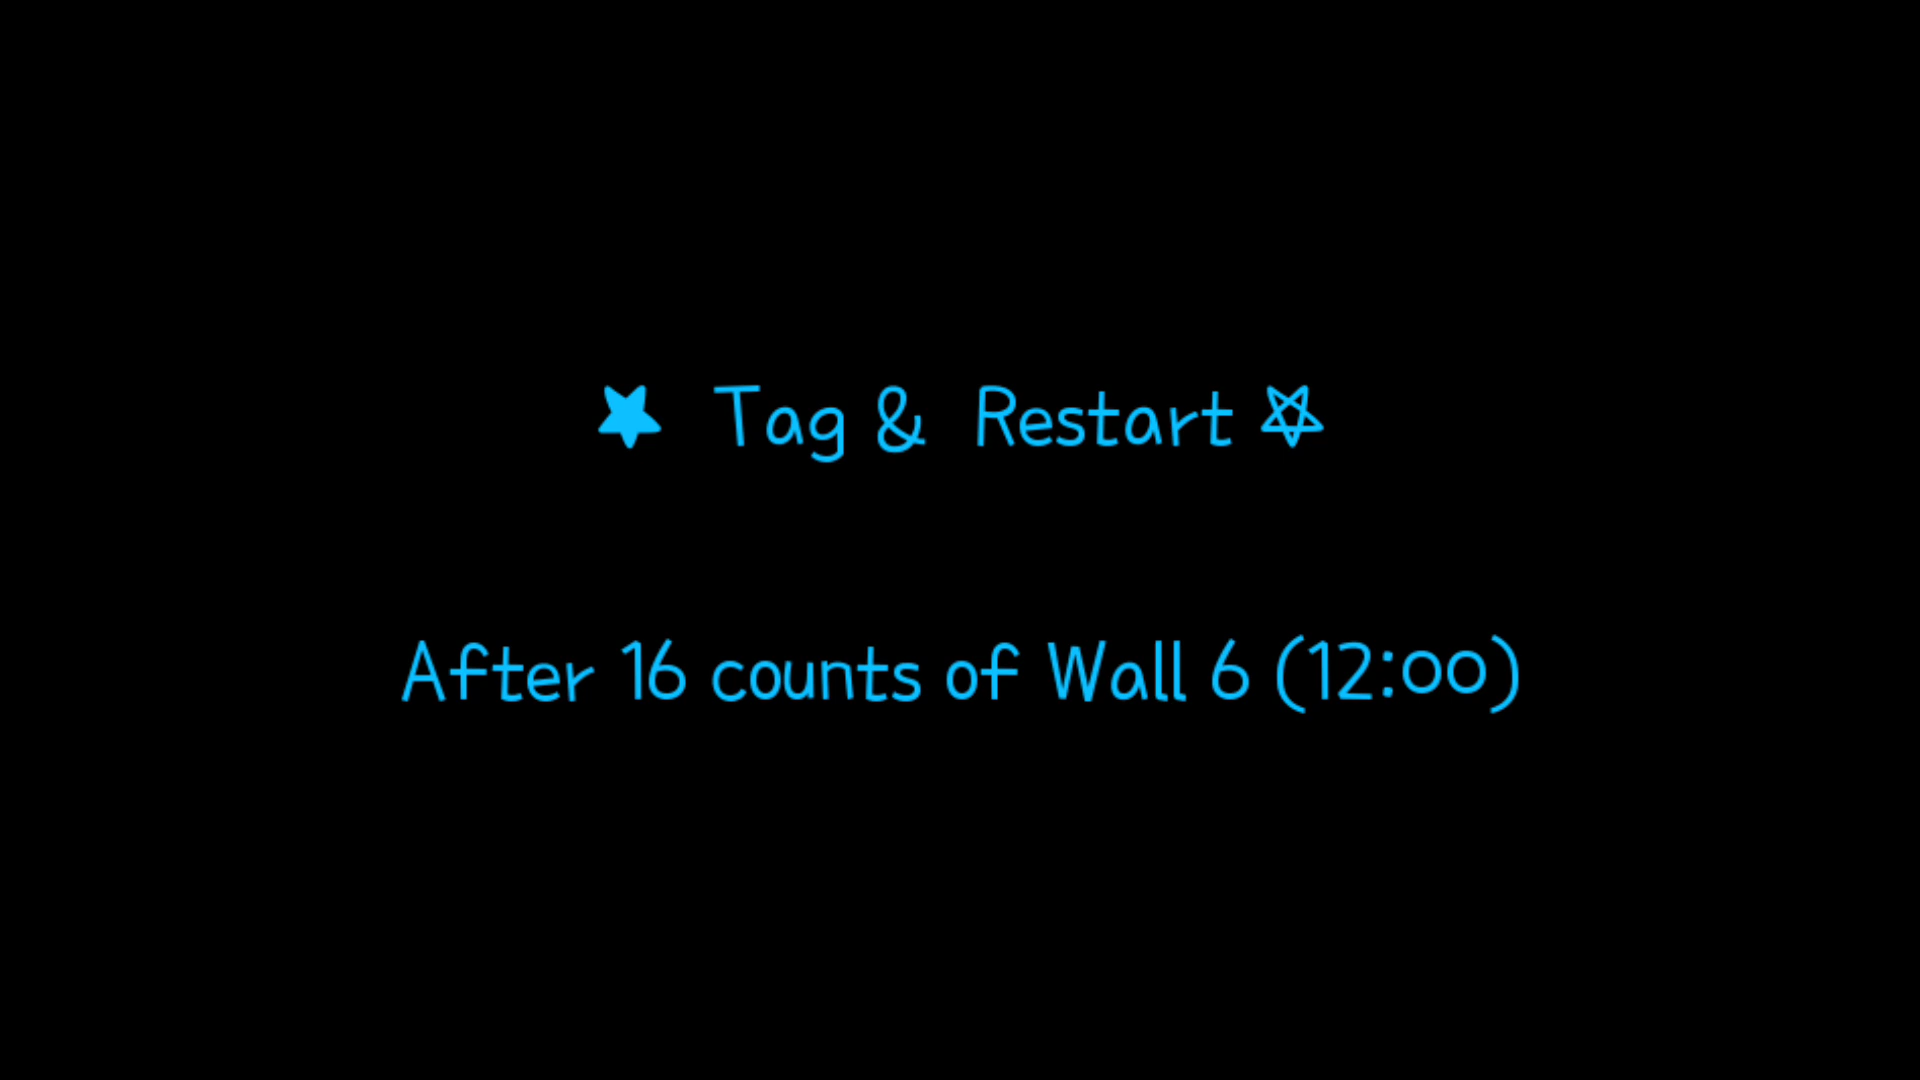 ★ Tag & Restart ☆
After 16 counts of Wall 6 (12:00)